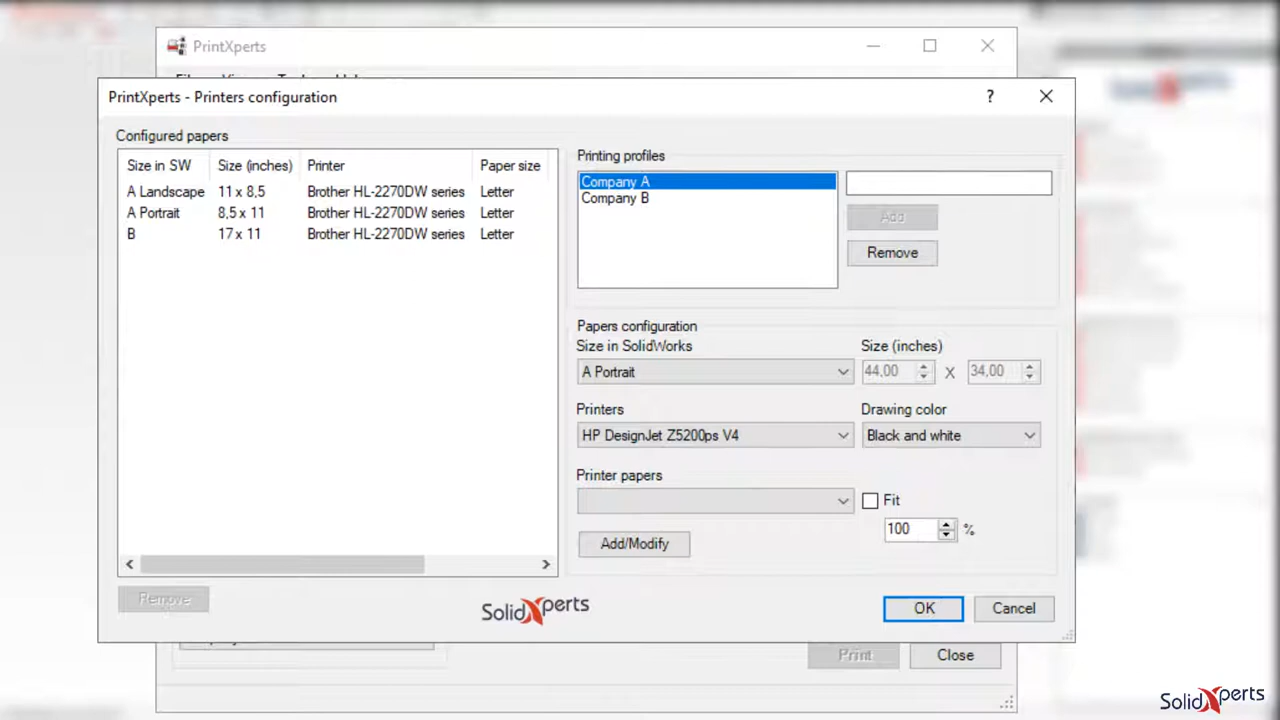 PrintXperts
PrintXperts - Printers configuration
?
Configured papers
Size in SW Size (inches) Printer Paper size
A Landscape 11 x 8,5 Brother HL-2270DW series Letter
A Portrait 8,5 x 11 Brother HL-2270DW series Letter
B 17 x 11 Brother HL-2270DW series Letter
Remove
Printing profiles
Company A
Company B
Add
Remove
Papers configuration
Size in SolidWorks Size (inches)
A Portrait 44,00 X 34,00
Printers Drawing color
HP DesignJet Z5200ps V4 Black and white
Printer papers
Fit
100 %
Add/Modify
SolidXperts
OK Cancel
Print Close
SolidXperts